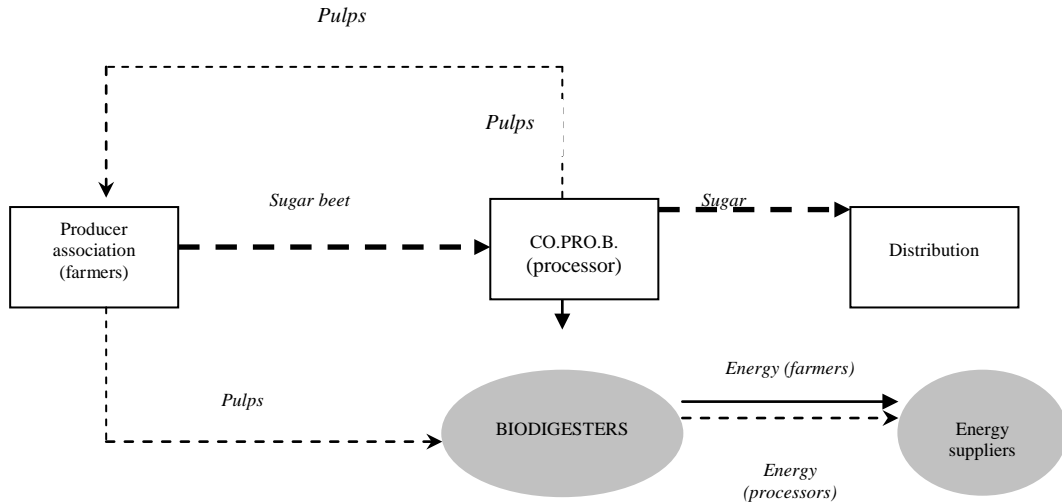 Pulps
Pulps
Sugar beet
Sugar
Producer
association
(farmers)
CO.PRO.B.
(processor)
Distribution
Energy (farmers)
Pulps
BIODIGESTERS
Energy
suppliers
Energy
(processors)